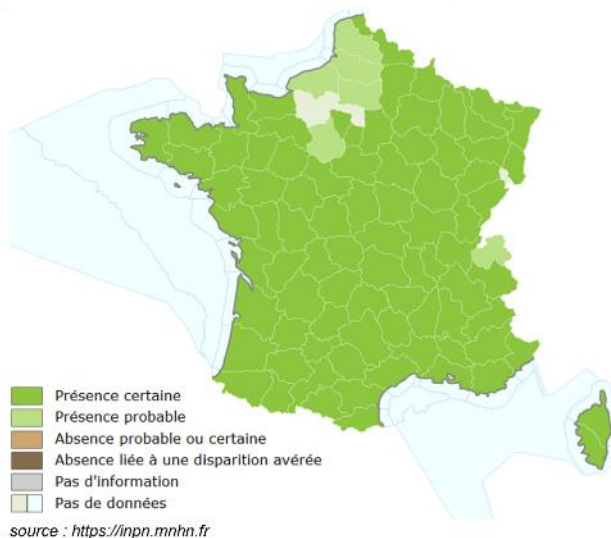 Présence certaine
Présence probable
Absence probable ou certaine
Absence liée à une disparition avérée
Pas d'information
Pas de données
source : https://inpn.mnhn.fr